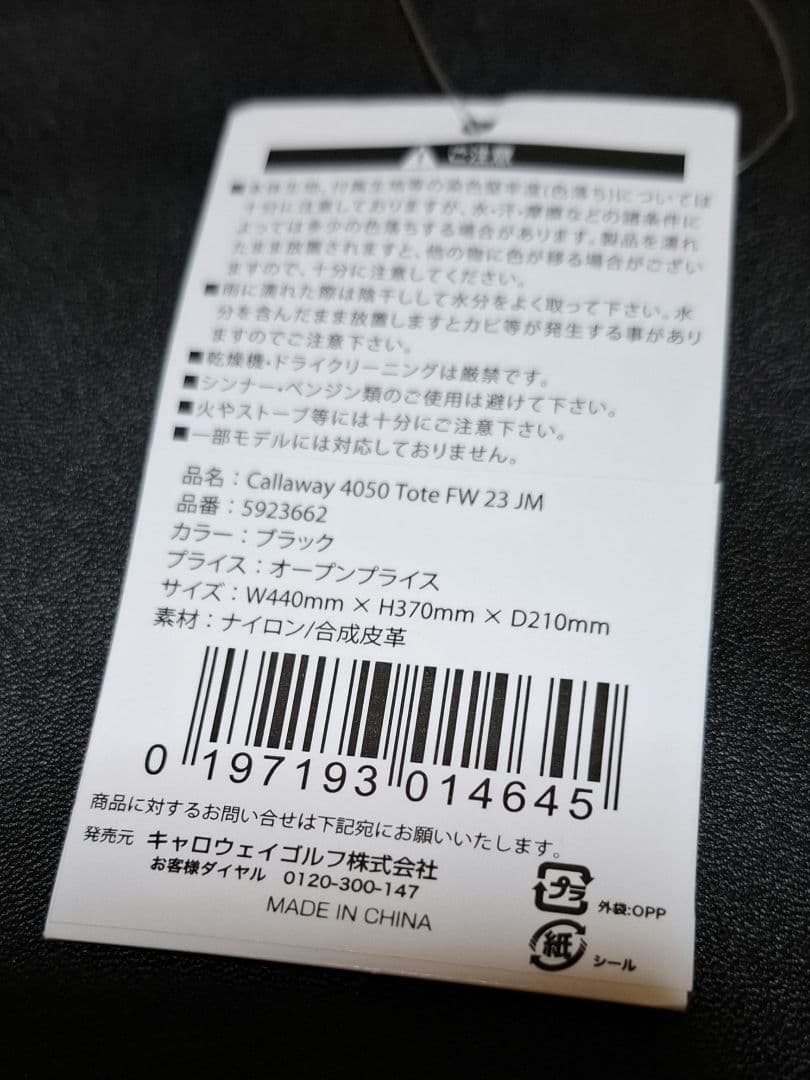 ご注意
■本体生地、付属生地等の染色堅牢度(色落ち)については
十分に注意しておりますが、水・汗・摩擦などの諸条件に
よっては多少の色落ちする場合があります。製品を濡れ
たまま放置されますと、他の物に色が移る場合がござい
ますので、十分に注意してください。
■雨に濡れた際は陰干しして水分をよく取って下さい。水
分を含んだまま放置しますとカビ等が発生する事があり
ますのでご注意下さい。
■乾燥機・ドライクリーニングは厳禁です。
■シンナー・ベンジン類のご使用は避けて下さい。
■火やストーブ等には十分にご注意下さい。
■一部モデルには対応しておりません。
品名：Callaway 4050 Tote FW 23 JM
品番：5923662
カラー：ブラック
プライス：オープンプライス
サイズ：W440mm × H370mm × D210mm
素材：ナイロン/合成皮革
0 197193 014645
商品に対するお問い合せは下記宛にお願いいたします。
発売元 キャロウェイゴルフ株式会社
お客様ダイヤル 0120-300-147
MADE IN CHINA
プラ 外袋:OPP
紙 シール